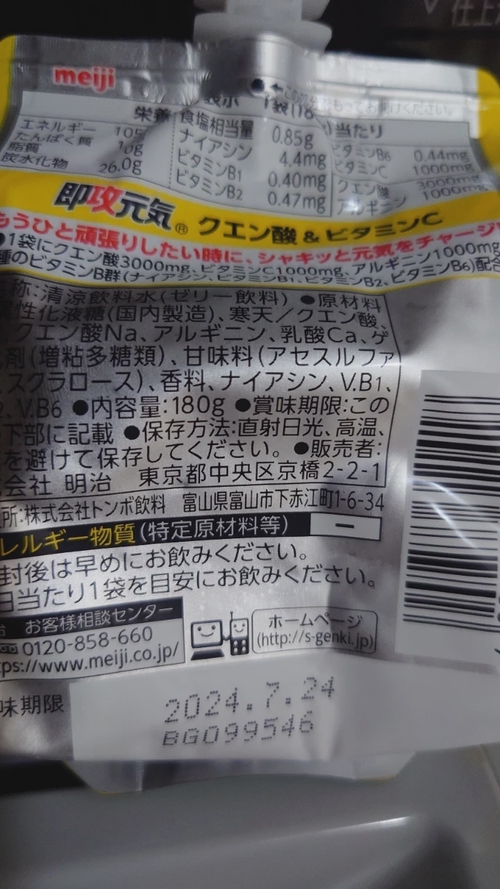 仕上
meiji
表示 1袋(18
栄養
当たり
エネルギー 105
たんぱく質
脂質 0g
炭水化物 26.0g
食塩相当量 0.85g
ナイアシン 4.4mg
ビタミンB1 0.40mg
ビタミンB2 0.47mg
ビタミンB6 0.44mg
ビタミンC 1000mg
クエン酸 3000mg
アルギニン 1000mg
即攻元気® クエン酸&ビタミンC
もうひと頑張りしたい時に、シャキッと元気をチャージ
1袋にクエン酸3000mg、ビタミンC1000mg、アルギニン1000mg
種のビタミンB群(ナイアシン、ビタミンB1、ビタミンB2、ビタミンB6)配合
称:清涼飲料水(ゼリー飲料) ●原材料
性化液糖(国内製造)、寒天/クエン酸、
クエン酸Na、アルギニン、乳酸Ca、ゲ
剤(増粘多糖類)、甘味料(アセスルファ
スクラロース)、香料、ナイアシン、V.B1、
2、V.B6 ●内容量:180g ●賞味期限:この
下部に記載 ●保存方法:直射日光、高温、
を避けて保存してください。●販売者:
会社 明治 東京都中央区京橋2-2-1
所:株式会社トンボ飲料 富山県富山市下赤江町1-6-34
レルギー物質(特定原材料等) ー
封後は早めにお飲みください。
日当たり1袋を目安にお飲みください。
お客様相談センター
0120-858-660
ps://www.meiji.co.jp/
ホームページ
(http://s-genki.jp)
味期限
2024.7.24
BG099546